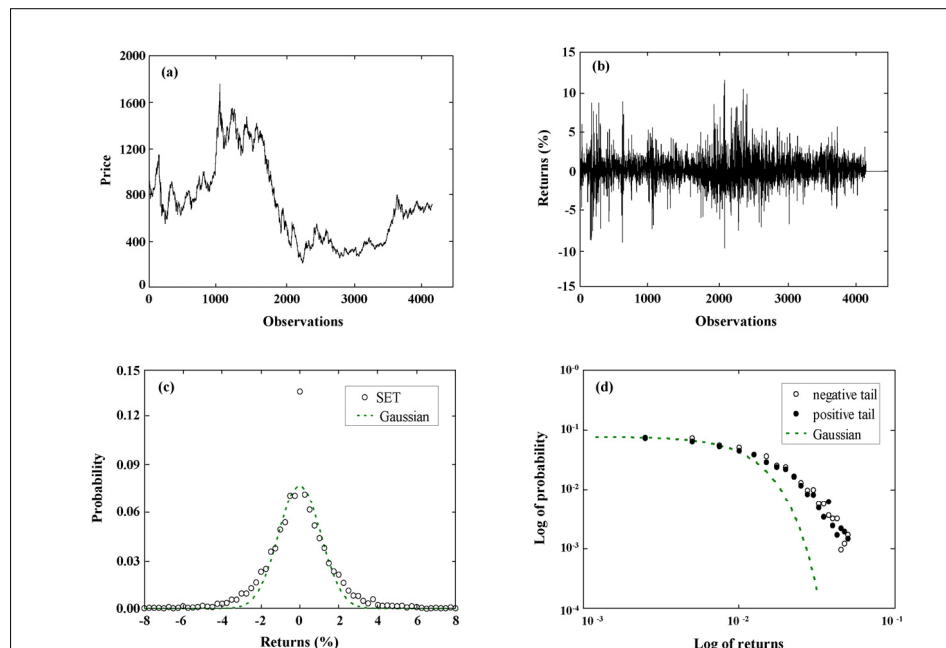 2000
(a)
1600
1200
800
400
0
Price
0
1000
2000
3000
4000
Observations
15
(b)
10
5
0
-5
-10
-15
Returns (%)
0
1000
2000
3000
4000
Observations
0.15
(c)
SET
Gaussian
0.12
0.09
0.06
0.03
0.00
Probability
-8
-6
-4
-2
0
2
4
6
8
Returns (%)
10-0
(d)
negative tail
positive tail
Gaussian
10-1
10-2
10-3
10-4
Log of probability
10-3
10-2
10-1
Log of returns